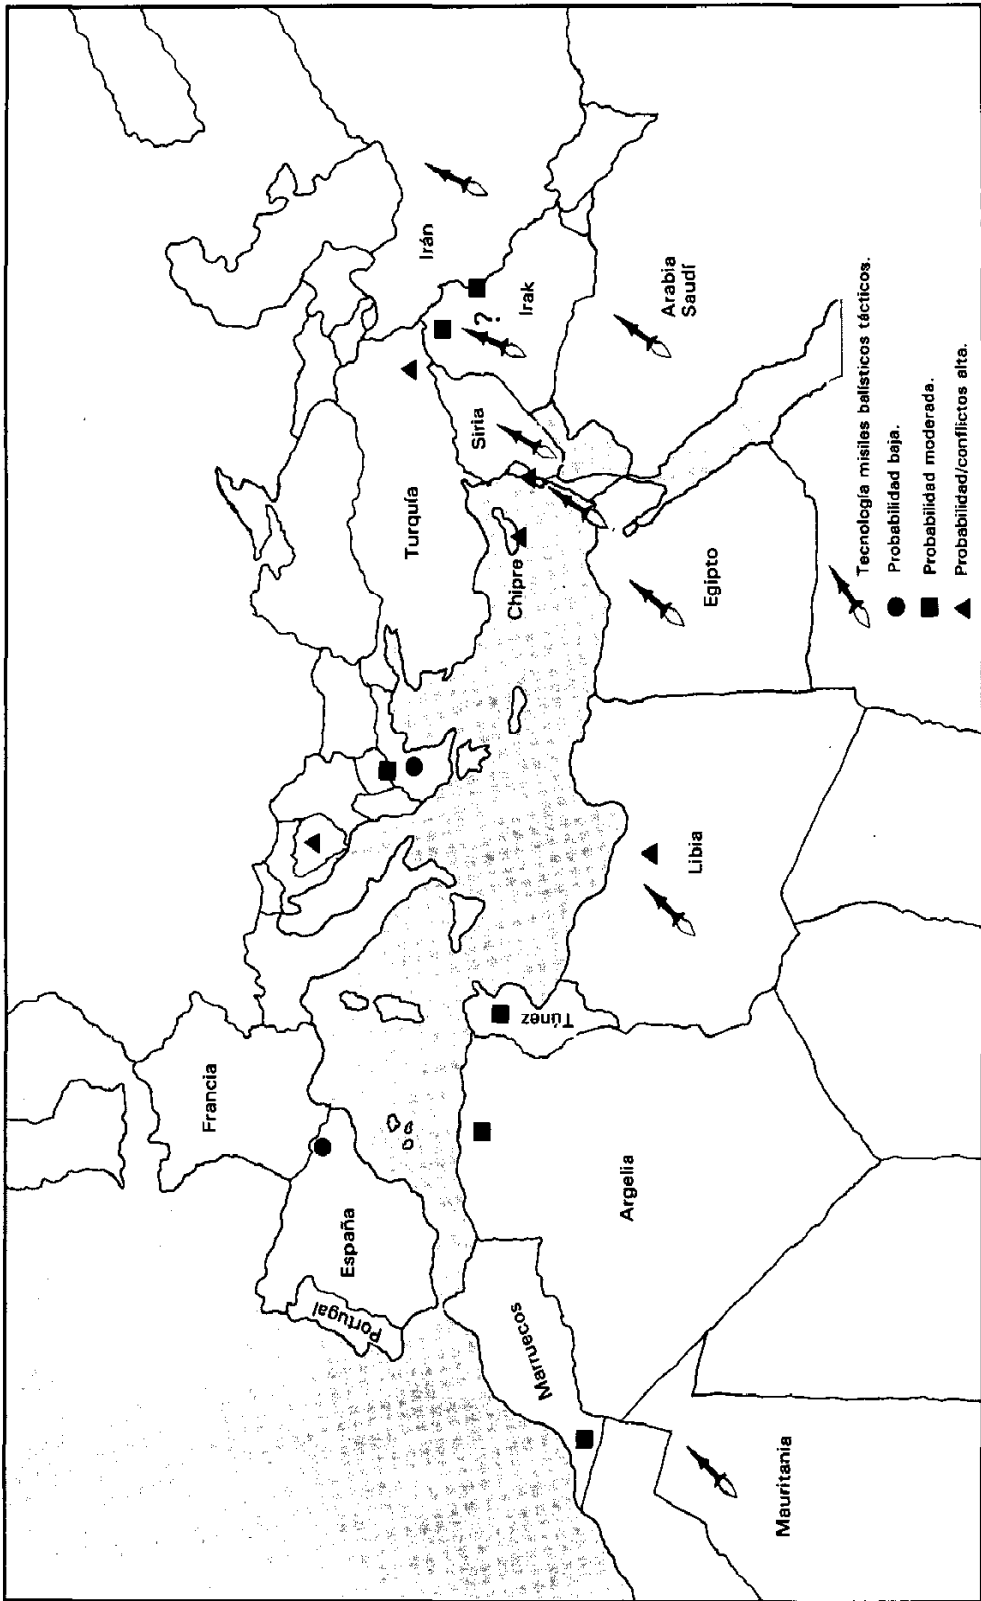 Francia
España
Portugal
Marruecos
Mauritania
Argelia
Túnez
Libia
Egipto
Chipre
Turquía
Siria
Irak
?
Irán
Arabia
Saudí
Tecnología misiles balísticos tácticos.
Probabilidad baja.
Probabilidad moderada.
Probabilidad/conflictos alta.